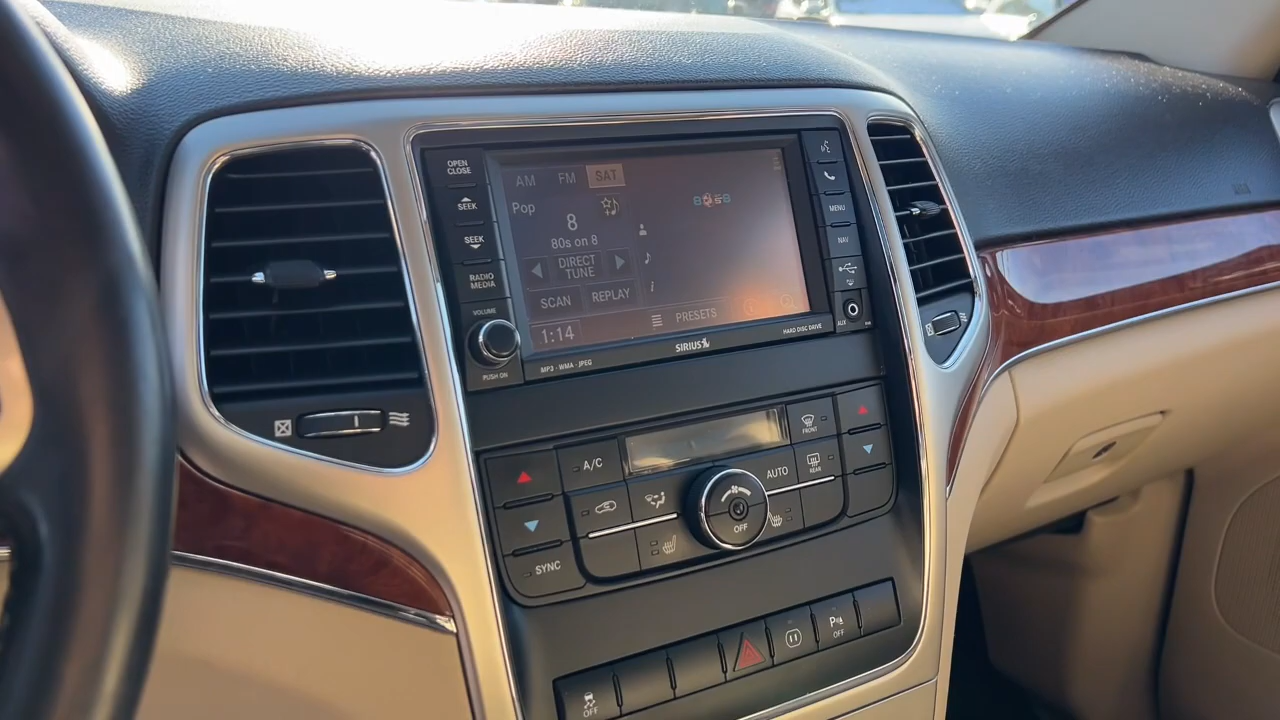 OPEN
CLOSE
SEEK
SEEK
RADIO
MEDIA
VOLUME
PUSH ON
AM FM SAT
Pop
8
80s on 8
DIRECT
TUNE
SCAN REPLAY
1:14
PRESETS
MENU
NAV
AUX
MP3 - WMA - JPEG
SIRIUS
HARD DISC DRIVE
A/C
FRONT
AUTO
REAR
OFF
SYNC
OFF
OFF